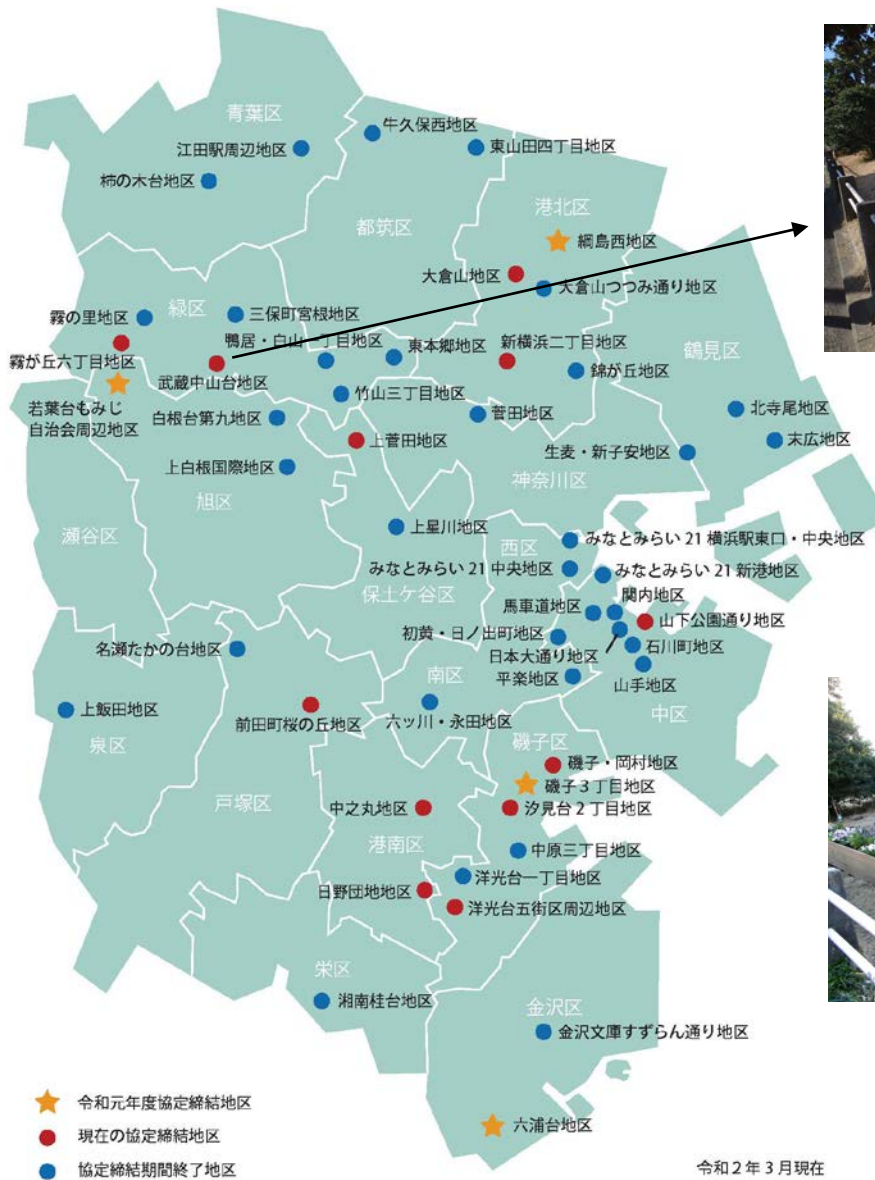 青葉区
牛久保西地区
江田駅周辺地区
東山田四丁目地区
柿の木台地区
都筑区
港北区
綱島西地区
大倉山地区
大倉山つつみ通り地区
緑区
霧の里地区
三保町宮根地区
鴨居・白山一丁目地区
東本郷地区
新横浜二丁目地区
鶴見区
霧が丘六丁目地区
武蔵中山台地区
錦が丘地区
若葉台もみじ
自治会周辺地区
竹山三丁目地区
白根台第九地区
菅田地区
北寺尾地区
上菅田地区
生麦・新子安地区
末広地区
上白根国際地区
神奈川区
旭区
瀬谷区
上星川地区
西区
みなとみらい 21 横浜駅東口・中央地区
みなとみらい 21 中央地区
みなとみらい 21 新港地区
保土ケ谷区
関内地区
馬車道地区
山下公園通り地区
初黄・日ノ出町地区
名瀬たかの台地区
日本大通り地区
石川町地区
南区
平楽地区
山手地区
上飯田地区
前田町桜の丘地区
六ッ川・永田地区
中区
泉区
磯子区
磯子・岡村地区
磯子 3 丁目地区
戸塚区
中之丸地区
汐見台 2 丁目地区
港南区
中原三丁目地区
洋光台一丁目地区
日野団地地区
洋光台五街区周辺地区
栄区
湘南桂台地区
金沢区
金沢文庫すずらん通り地区
令和元年度協定締結地区
六浦台地区
現在の協定締結地区
協定締結期間終了地区
令和２年３月現在